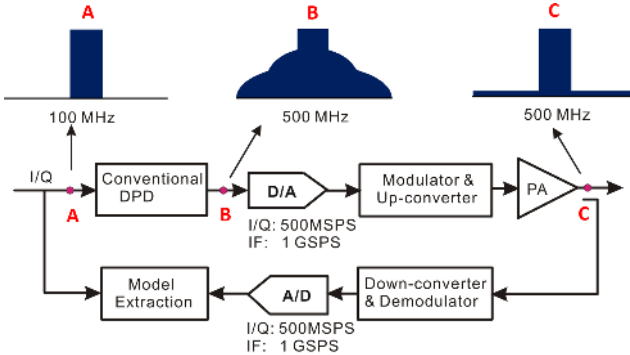 A
B
C
100 MHz
500 MHz
500 MHz
I/Q
A
Conventional
DPD
B
D/A
I/Q: 500MSPS
IF: 1 GSPS
Modulator &
Up-converter
PA
C
Model
Extraction
A/D
I/Q: 500MSPS
IF: 1 GSPS
Down-converter
& Demodulator